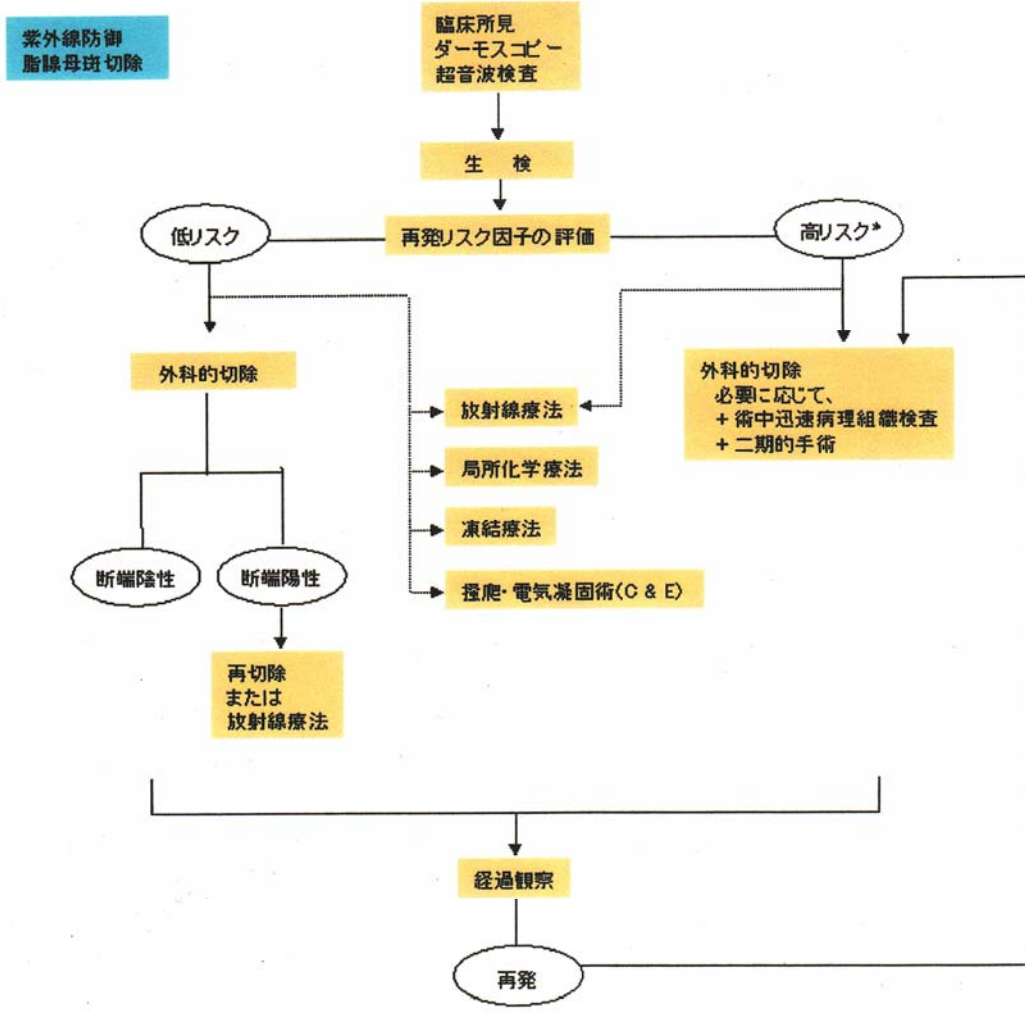 紫外線防御
脂腺母斑切除
臨床所見
ダーモスコピー
超音波検査
生 検
低リスク
再発リスク因子の評価
高リスク*
外科的切除
外科的切除
必要に応じて、
+ 術中迅速病理組織検査
+ 二期的手術
放射線療法
局所化学療法
凍結療法
掻爬・電気凝固術(C & E)
断端陰性
断端陽性
再切除
または
放射線療法
経過観察
再発